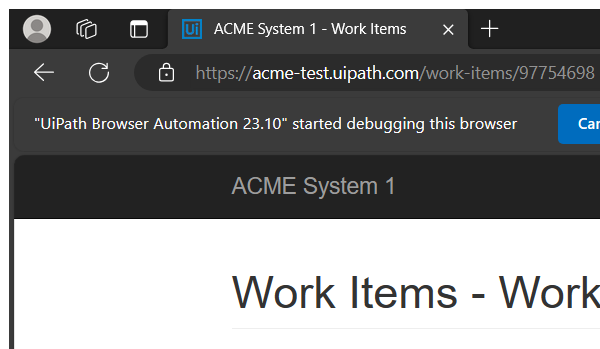 Ui ACME System 1 - Work Items
https://acme-test.uipath.com/work-items/97754698
"UiPath Browser Automation 23.10" started debugging this browser
ACME System 1
Work Items - Work